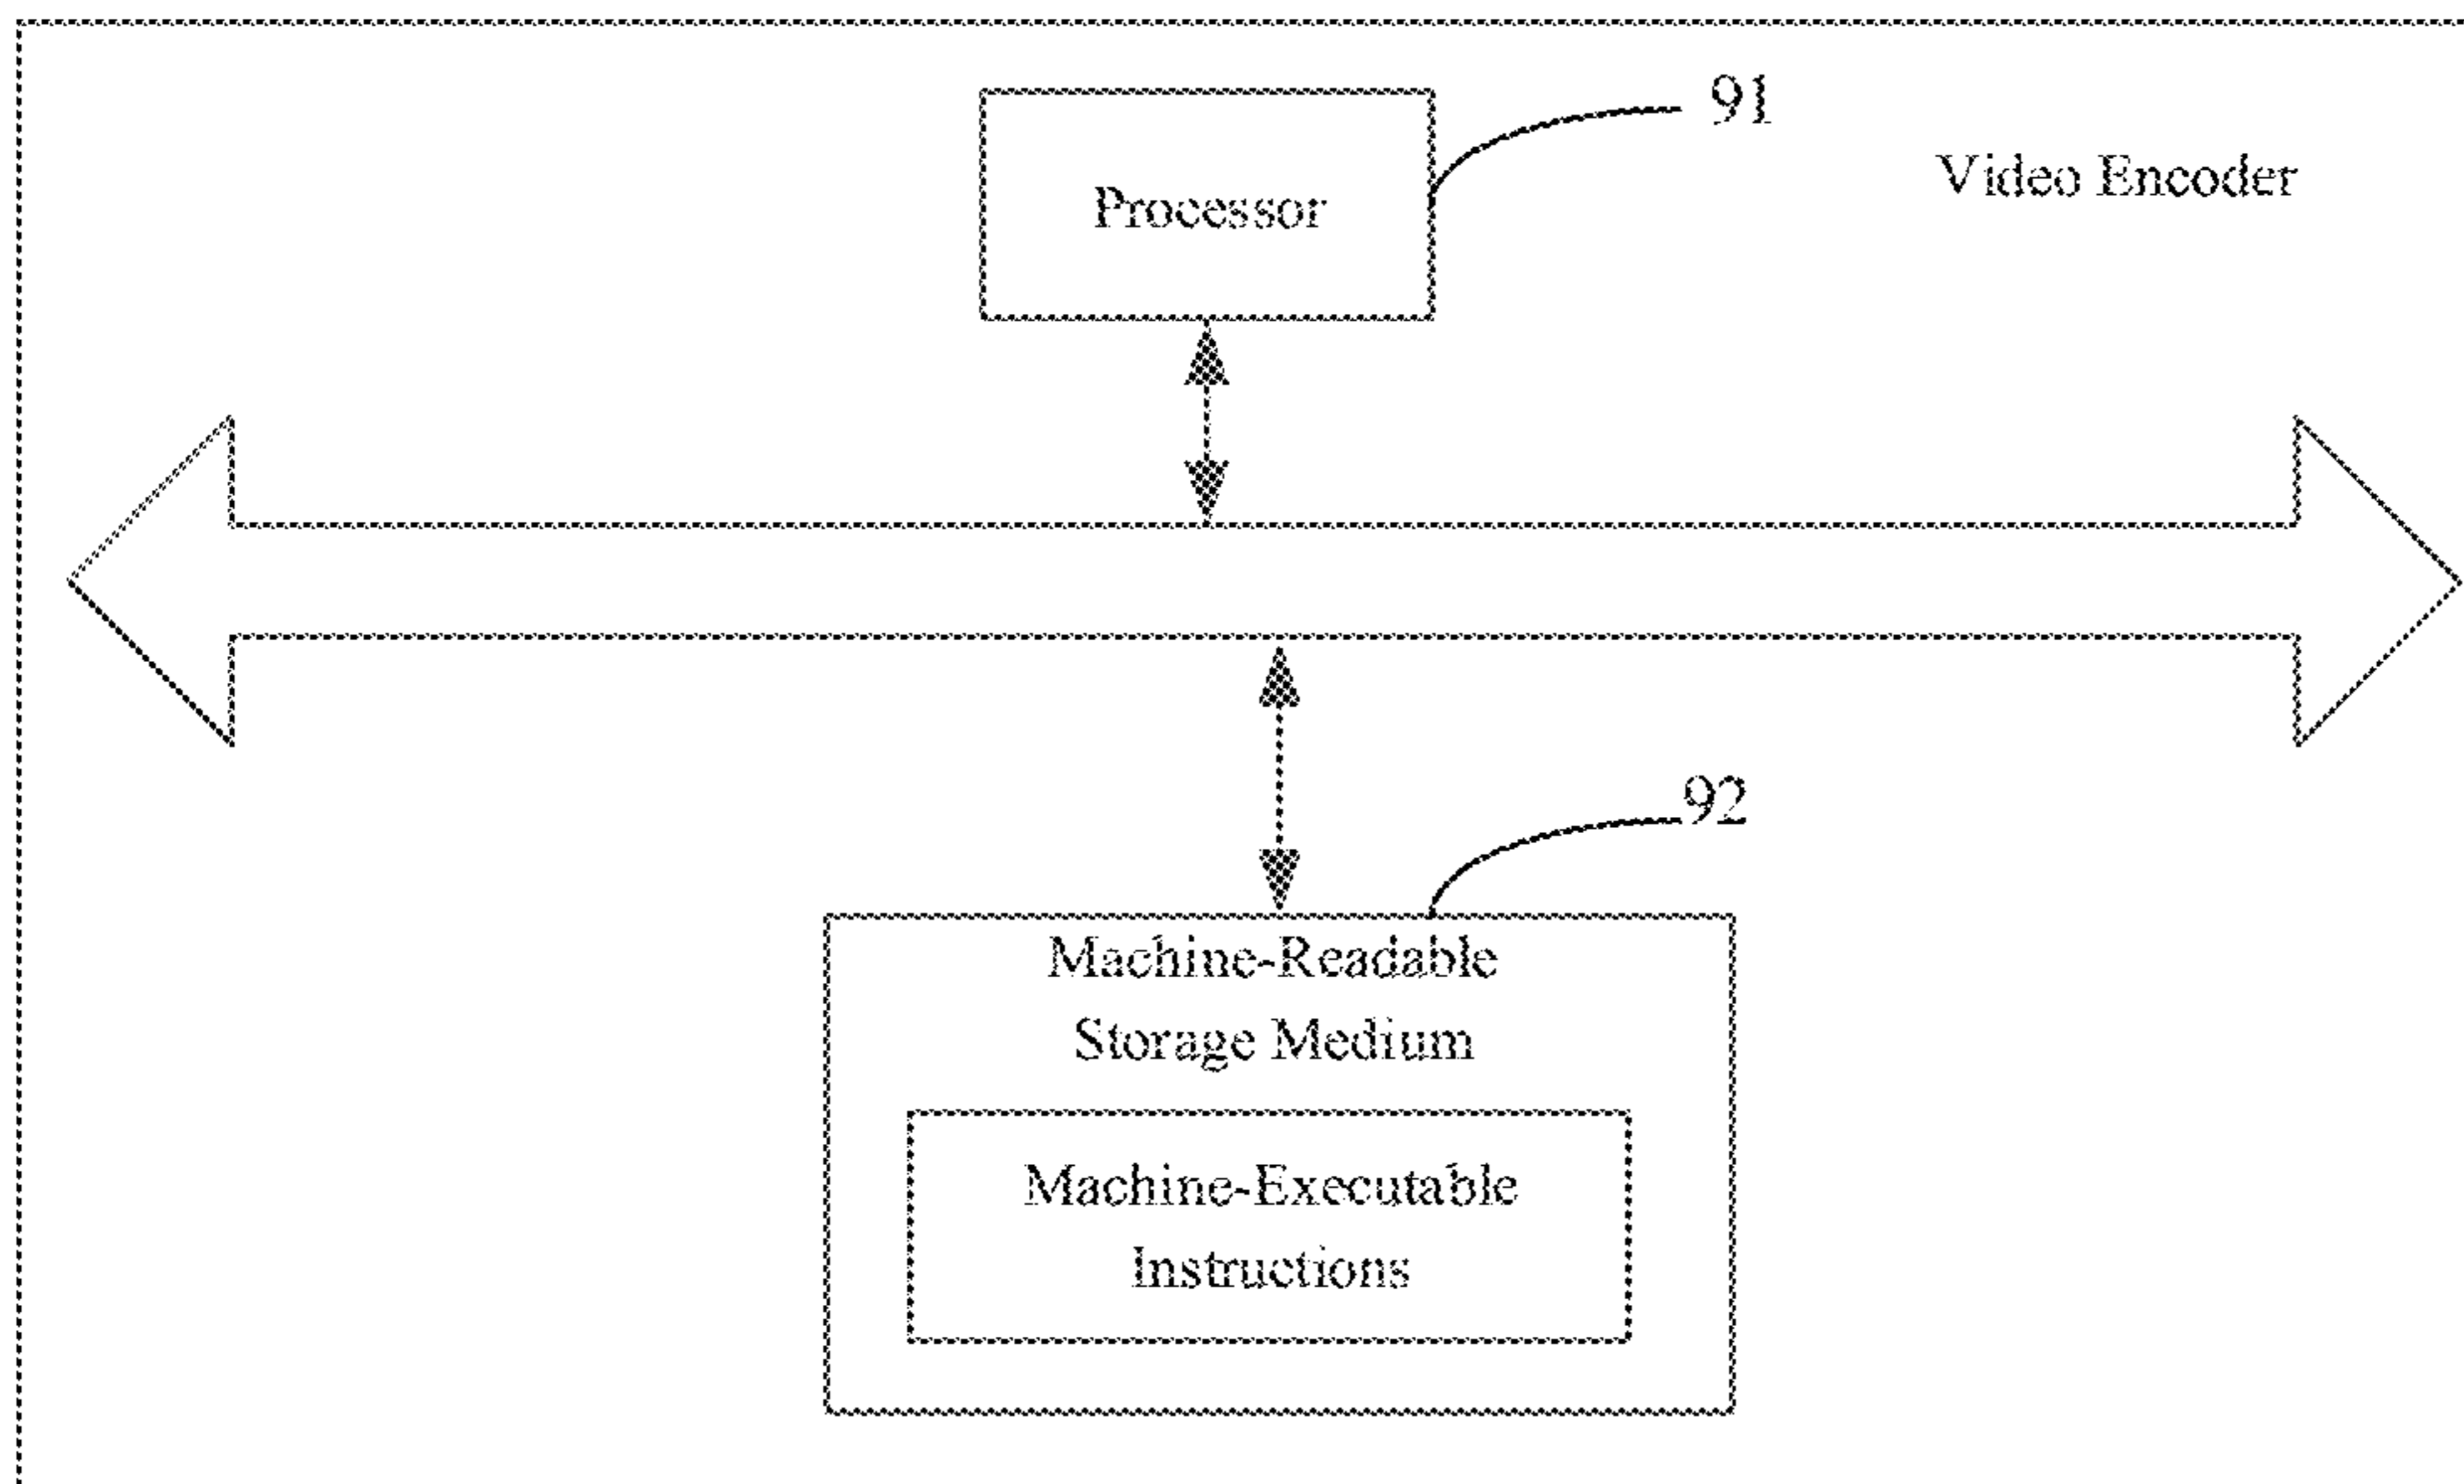 91
Video Encoder
Processor
92
Machine-Readable
Storage Medium
Machine-Executable
Instructions